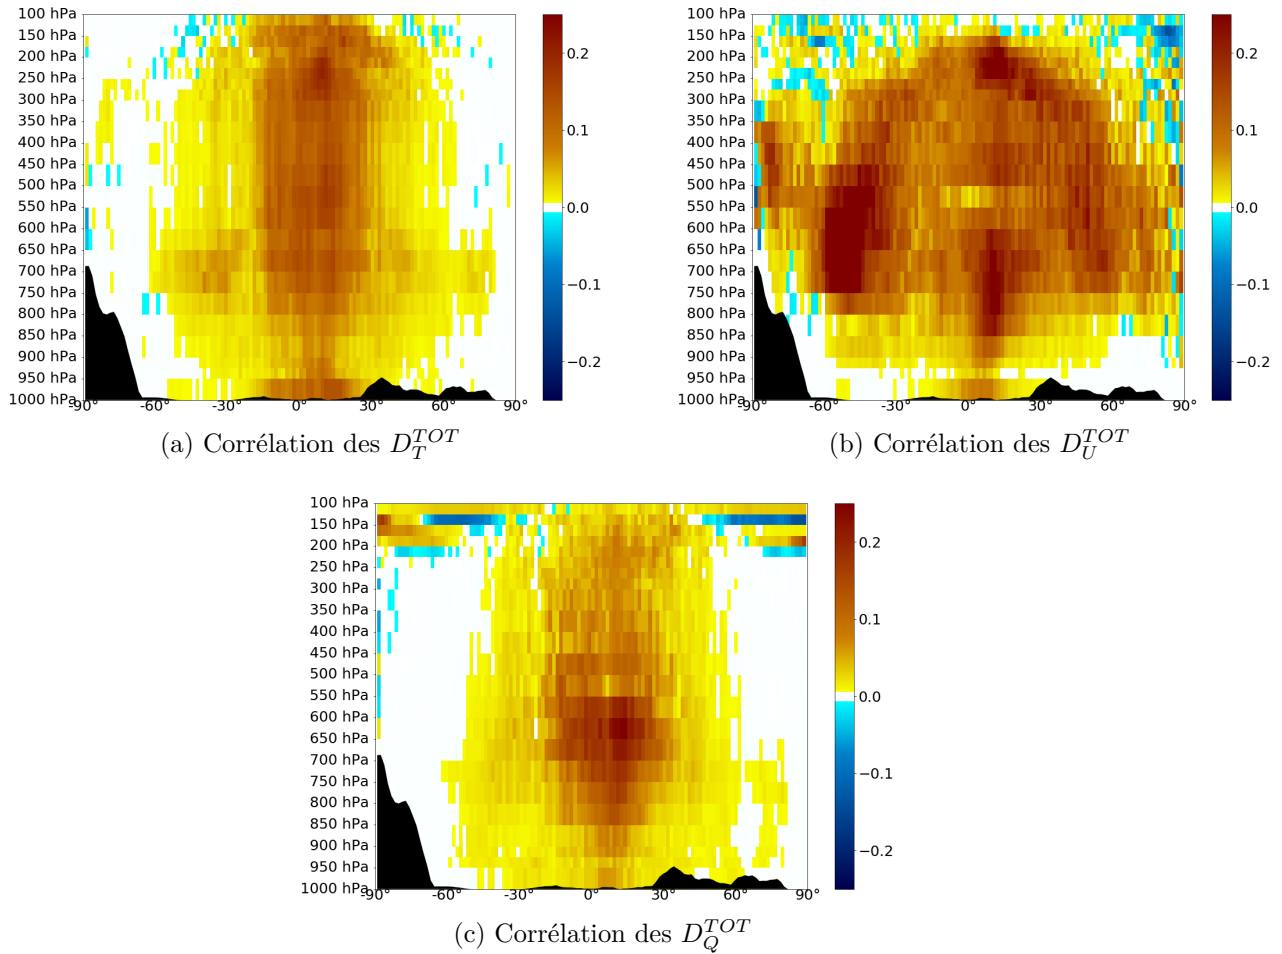 100 hPa
150 hPa
200 hPa
250 hPa
300 hPa
350 hPa
400 hPa
450 hPa
500 hPa
550 hPa
600 hPa
650 hPa
700 hPa
750 hPa
800 hPa
850 hPa
900 hPa
950 hPa
1000 hPa
-90° -60° -30° 0° 30° 60° 90°
0.2
0.1
0.0
−0.1
−0.2
(a) Corrélation des $D_T^{TOT}$
100 hPa
150 hPa
200 hPa
250 hPa
300 hPa
350 hPa
400 hPa
450 hPa
500 hPa
550 hPa
600 hPa
650 hPa
700 hPa
750 hPa
800 hPa
850 hPa
900 hPa
950 hPa
1000 hPa
-90° -60° -30° 0° 30° 60° 90°
0.2
0.1
0.0
−0.1
−0.2
(b) Corrélation des $D_U^{TOT}$
100 hPa
150 hPa
200 hPa
250 hPa
300 hPa
350 hPa
400 hPa
450 hPa
500 hPa
550 hPa
600 hPa
650 hPa
700 hPa
750 hPa
800 hPa
850 hPa
900 hPa
950 hPa
1000 hPa
-90° -60° -30° 0° 30° 60° 90°
0.2
0.1
0.0
−0.1
−0.2
(c) Corrélation des $D_Q^{TOT}$